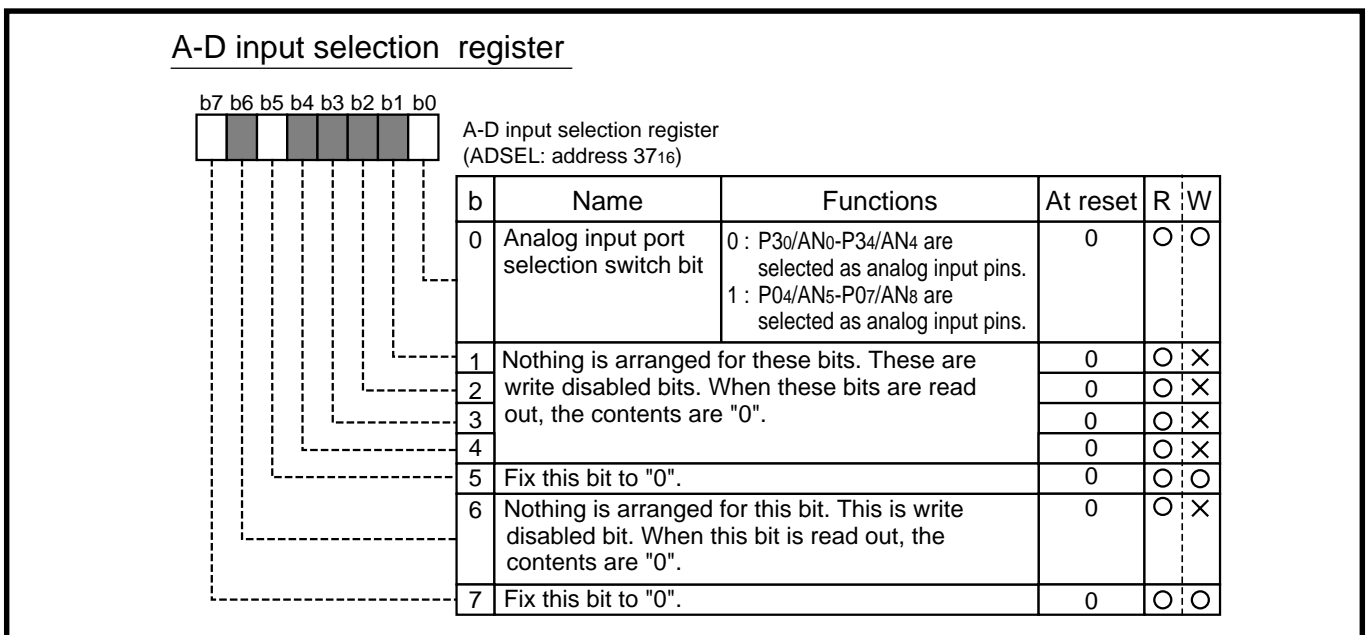 A-D input selection register
b7 b6 b5 b4 b3 b2 b1 b0
A-D input selection register
(ADSEL: address 3716)
b Name Functions At reset R W
0 Analog input port selection switch bit 0 : P30/AN0-P34/AN4 are selected as analog input pins. 0 O O
1 : P04/AN5-P07/AN8 are
selected as analog input pins.
1 Nothing is arranged for these bits. These are 0 O ×
2 write disabled bits. When these bits are read 0 O ×
3 out, the contents are "0". 0 O ×
4 0 O ×
5 Fix this bit to "0". 0 O O
6 Nothing is arranged for this bit. This is write 0 O ×
disabled bit. When this bit is read out, the
contents are "0".
7 Fix this bit to "0". 0 O O